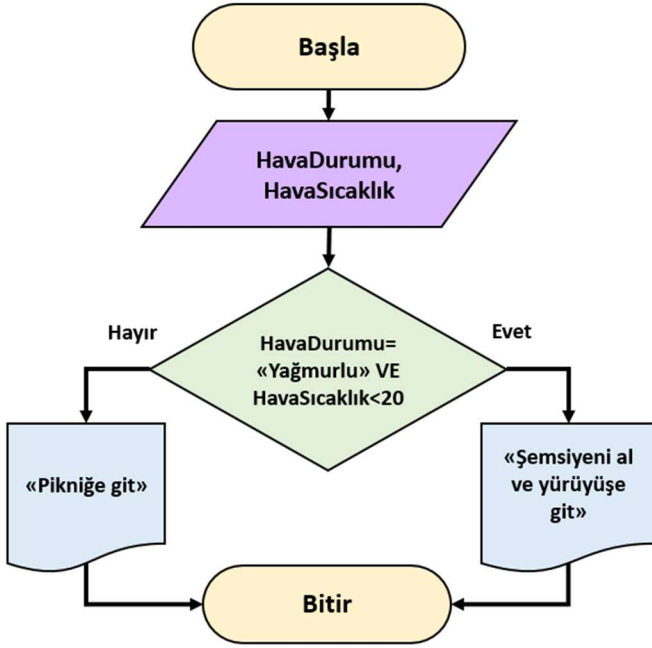 Başla
HavaDurumu,
HavaSıcaklık
Hayır
Evet
HavaDurumu=
«Yağmurlu» VE
HavaSıcaklık<20
«Pikniğe git»
«Şemsiyeni al
ve yürüyüşe
git»
Bitir